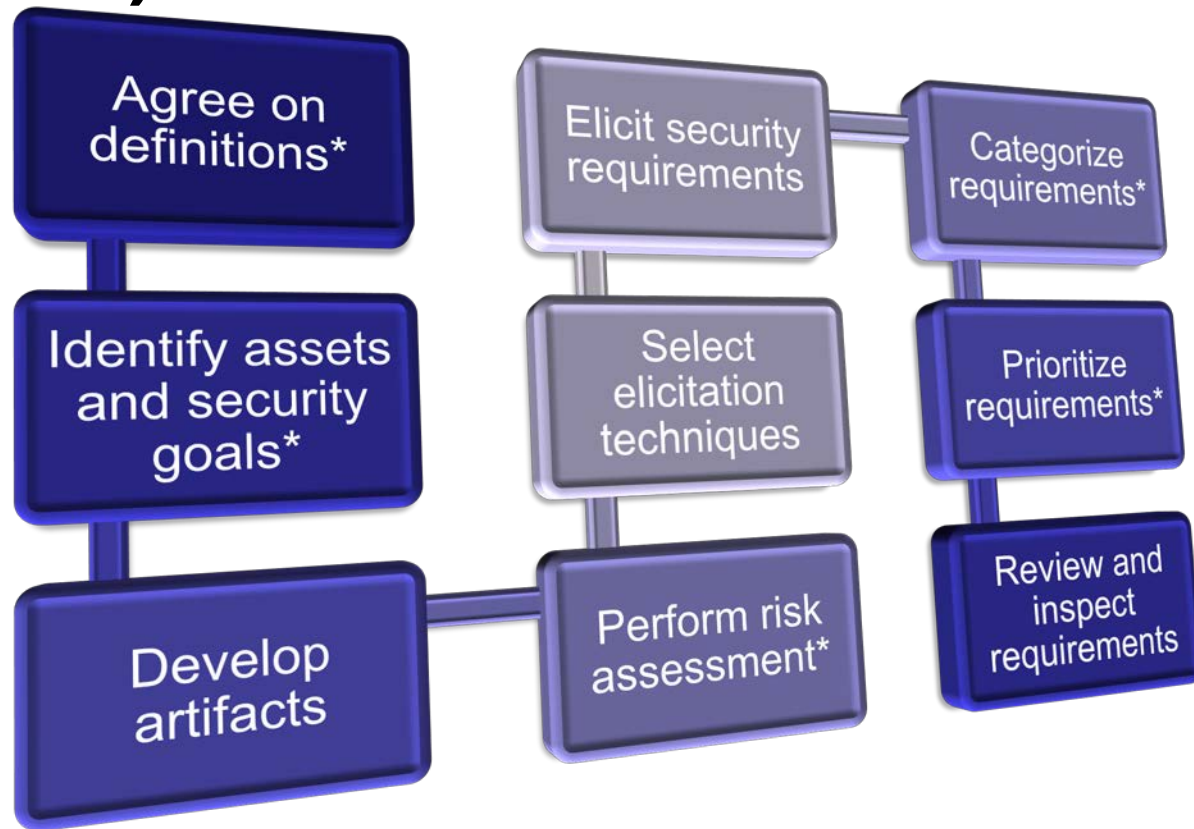 Agree on
definitions*
Identify assets
and security
goals*
Develop
artifacts
Perform risk
assessment*
Select
elicitation
techniques
Elicit security
requirements
Categorize
requirements*
Prioritize
requirements*
Review and
inspect
requirements